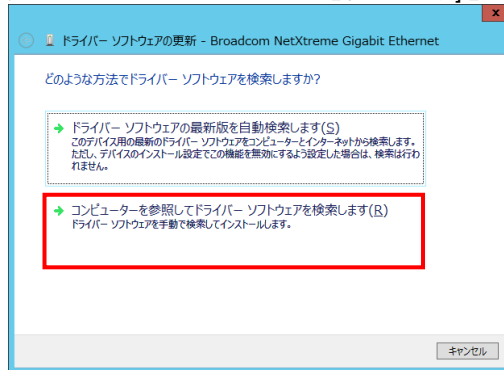 ドライバー ソフトウェアの更新 - Broadcom NetXtreme Gigabit Ethernet
どのような方法でドライバー ソフトウェアを検索しますか?
ドライバー ソフトウェアの最新版を自動検索します(S)
このデバイス用の最新のドライバー ソフトウェアをコンピューターとインターネットから検索します。
ただし、デバイスのインストール設定でこの機能を無効にするよう設定した場合は、検索は行わ
れません。
コンピューターを参照してドライバー ソフトウェアを検索します(R)
ドライバー ソフトウェアを手動で検索してインストールします。
キャンセル